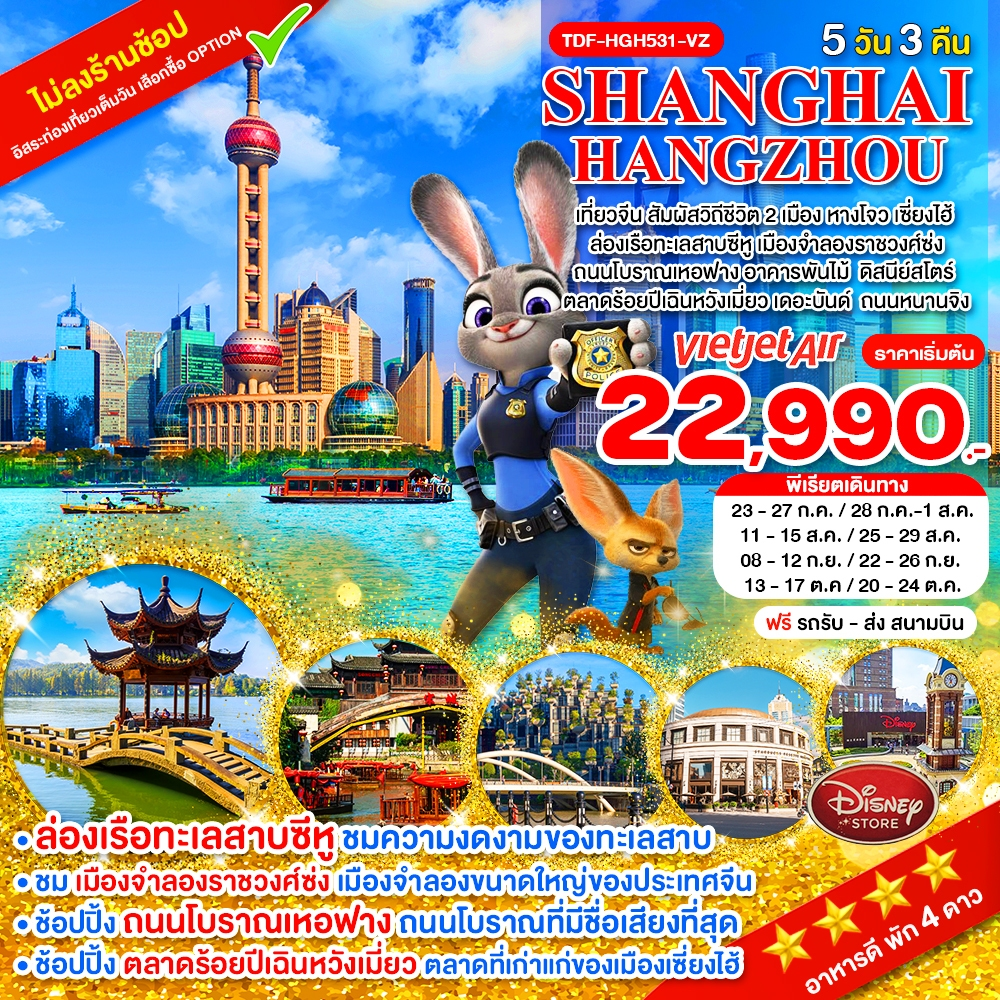 ไม่ลงร้านช้อป
อิสระท่องเที่ยวเต็มวัน เลือกซื้อ OPTION
TDF-HGH531-VZ
5 วัน 3 คืน
SHANGHAI
HANGZHOU
เที่ยวจีน สัมผัสวิถีชีวิต 2 เมือง หางโจว เซี่ยงไฮ้
ล่องเรือทะเลสาบซีหู เมืองจำลองราชวงศ์ซ่ง
ถนนโบราณเหอฟาง อาคารพันไม้ ดิสนีย์สโตร์
ตลาดร้อยปีเฉินหวังเมี่ยว เดอะบันด์ ถนนหนานจิง
vietjet Air
ราคาเริ่มต้น
22,990.-
พีเรียตเดินทาง
23 - 27 ก.ค. / 28 ก.ค.-1 ส.ค.
11 - 15 ส.ค. / 25 - 29 ส.ค.
08 - 12 ก.ย. / 22 - 26 ก.ย.
13 - 17 ต.ค / 20 - 24 ต.ค.
ฟรี รถรับ - ส่ง สนามบิน
POLICE
DISNEY
DISNEY
STORE
• ล่องเรือทะเลสาบซีหู ชมความงดงามของทะเลสาบ
• ชม เมืองจำลองราชวงศ์ซ่ง เมืองจำลองขนาดใหญ่ของประเทศจีน
• ช้อปปิ้ง ถนนโบราณเหอฟาง ถนนโบราณที่มีชื่อเสียงที่สุด
• ช้อปปิ้ง ตลาดร้อยปีเฉินหวังเมี่ยว ตลาดที่เก่าแก่ของเมืองเซี่ยงไฮ้
อาหารดี พัก 4 ดาว